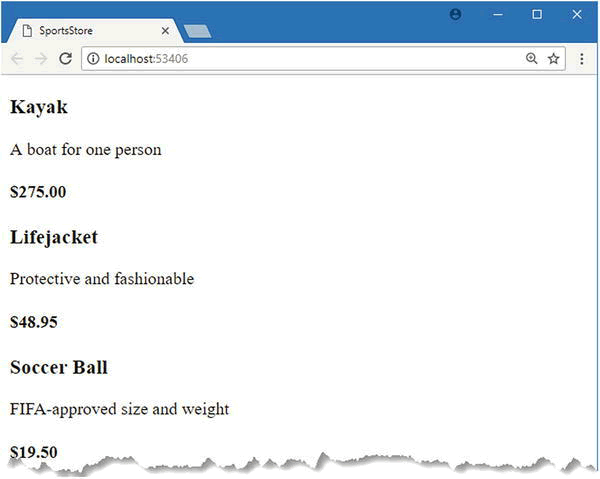 SportsStore
localhost:53406
Kayak
A boat for one person
$275.00
Lifejacket
Protective and fashionable
$48.95
Soccer Ball
FIFA-approved size and weight
$19.50